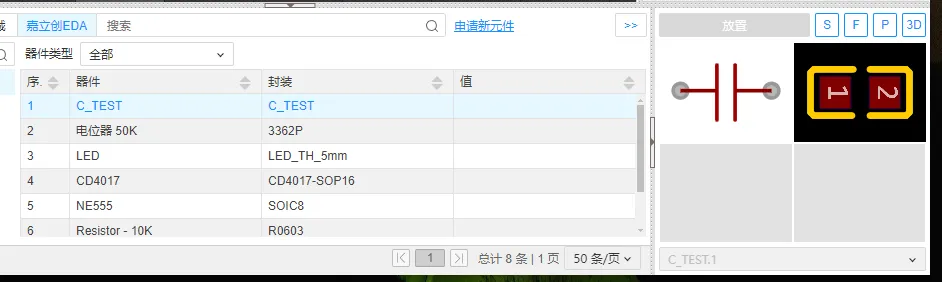 嘉立创EDA 搜索 申请新元件 >> 放置 S F P 3D
器件类型 全部
序. 器件 封装 值
1 C_TEST C_TEST
2 电位器 50K 3362P
3 LED LED_TH_5mm
4 CD4017 CD4017-SOP16
5 NE555 SOIC8
6 Resistor - 10K R0603
1 2
1 总计 8 条 | 1 页 50 条/页
C_TEST.1